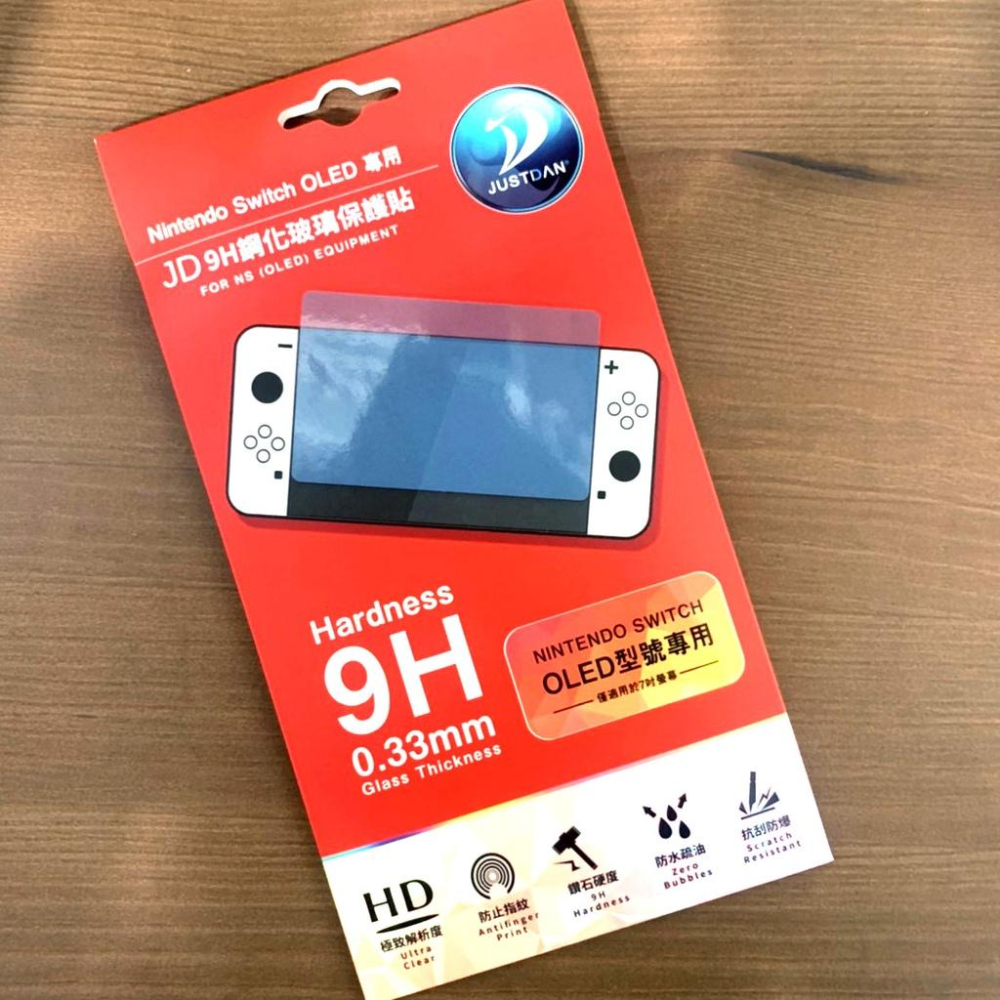 JUSTDAN®
Nintendo Switch OLED 專用
JD 9H鋼化玻璃保護貼
FOR NS (OLED) EQUIPMENT
Hardness
9H
0.33mm
Glass Thickness
NINTENDO SWITCH
OLED型號專用
僅適用於7吋螢幕
HD
極致解析度
Ultra
Clear
防止指紋
Antifinger
Print
鑽石硬度
9H
Hardness
防水疏油
Zero
Bubbles
抗刮防爆
Scratch
Resistant